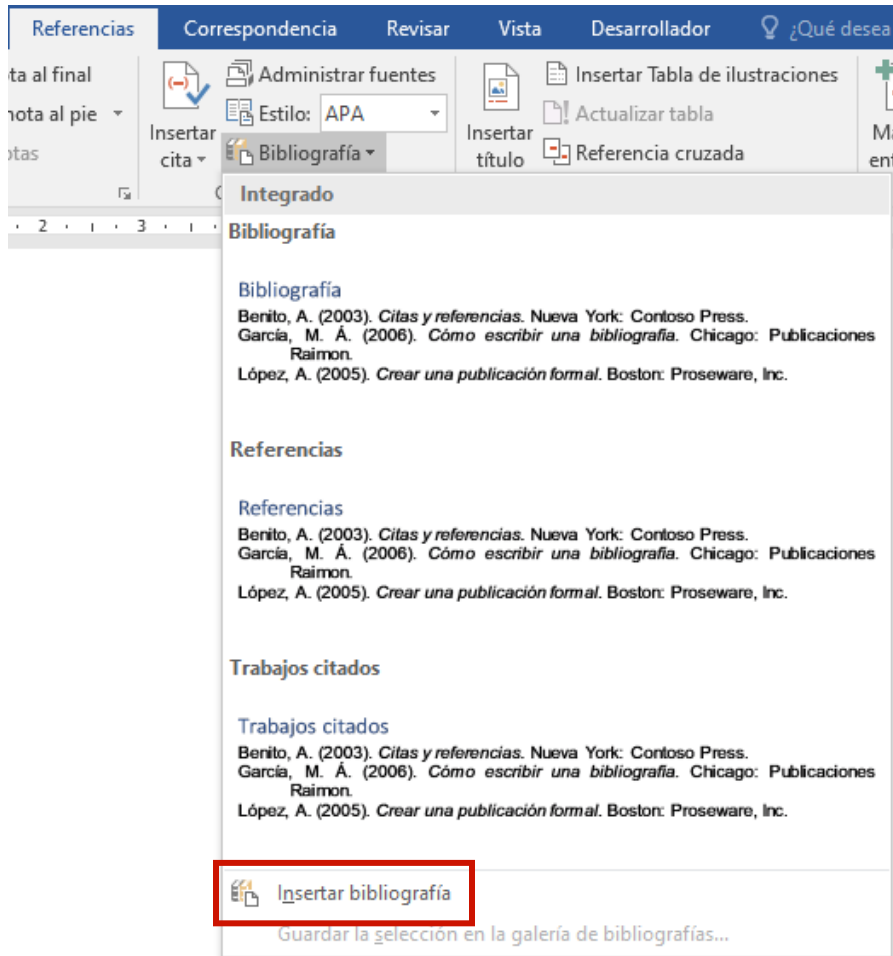 Referencias Correspondencia Revisar Vista Desarrollador ¿Qué desea
ta al final
nota al pie
otas
Insertar
cita
Administrar fuentes
Estilo: APA
Bibliografía
Insertar
título
Insertar Tabla de ilustraciones
Actualizar tabla
Referencia cruzada
Ma
ent
C
2 3
Integrado
Bibliografía
Bibliografía
Benito, A. (2003). Citas y referencias. Nueva York: Contoso Press.
García, M. Á. (2006). Cómo escribir una bibliografía. Chicago: Publicaciones
Raimon.
López, A. (2005). Crear una publicación formal. Boston: Proseware, Inc.
Referencias
Referencias
Benito, A. (2003). Citas y referencias. Nueva York: Contoso Press.
García, M. Á. (2006). Cómo escribir una bibliografía. Chicago: Publicaciones
Raimon.
López, A. (2005). Crear una publicación formal. Boston: Proseware, Inc.
Trabajos citados
Trabajos citados
Benito, A. (2003). Citas y referencias. Nueva York: Contoso Press.
García, M. Á. (2006). Cómo escribir una bibliografía. Chicago: Publicaciones
Raimon.
López, A. (2005). Crear una publicación formal. Boston: Proseware, Inc.
Insertar bibliografía
Guardar la selección en la galería de bibliografías...